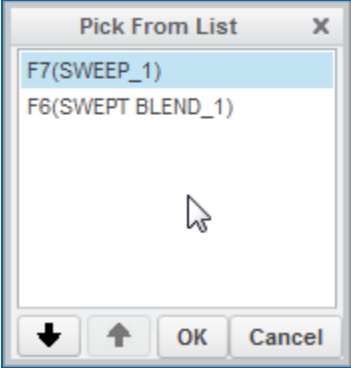 Pick From List X
F7(SWEEP_1)
F6(SWEPT BLEND_1)
OK Cancel